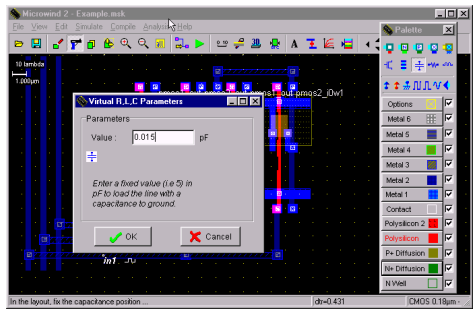 Microwind 2 - Example.msk
File View Edit Simulate Compile Analysis Help
10 lambda
1.000µm
pmos2_i0w1
Virtual R,L,C Parameters
Parameters
Value : 0.015 pF
Enter a fixed value (i.e 5) in
pF to load the line with a
capacitance to ground.
OK Cancel
in1
Palette
Options
Metal 6
Metal 5
Metal 4
Metal 3
Metal 2
Metal 1
Contact
Polysilicon 2
Polysilicon
P+ Diffusion
N+ Diffusion
N Well
In the layout, fix the capacitance position ...
dtr=0.431
CMOS 0.18µm -